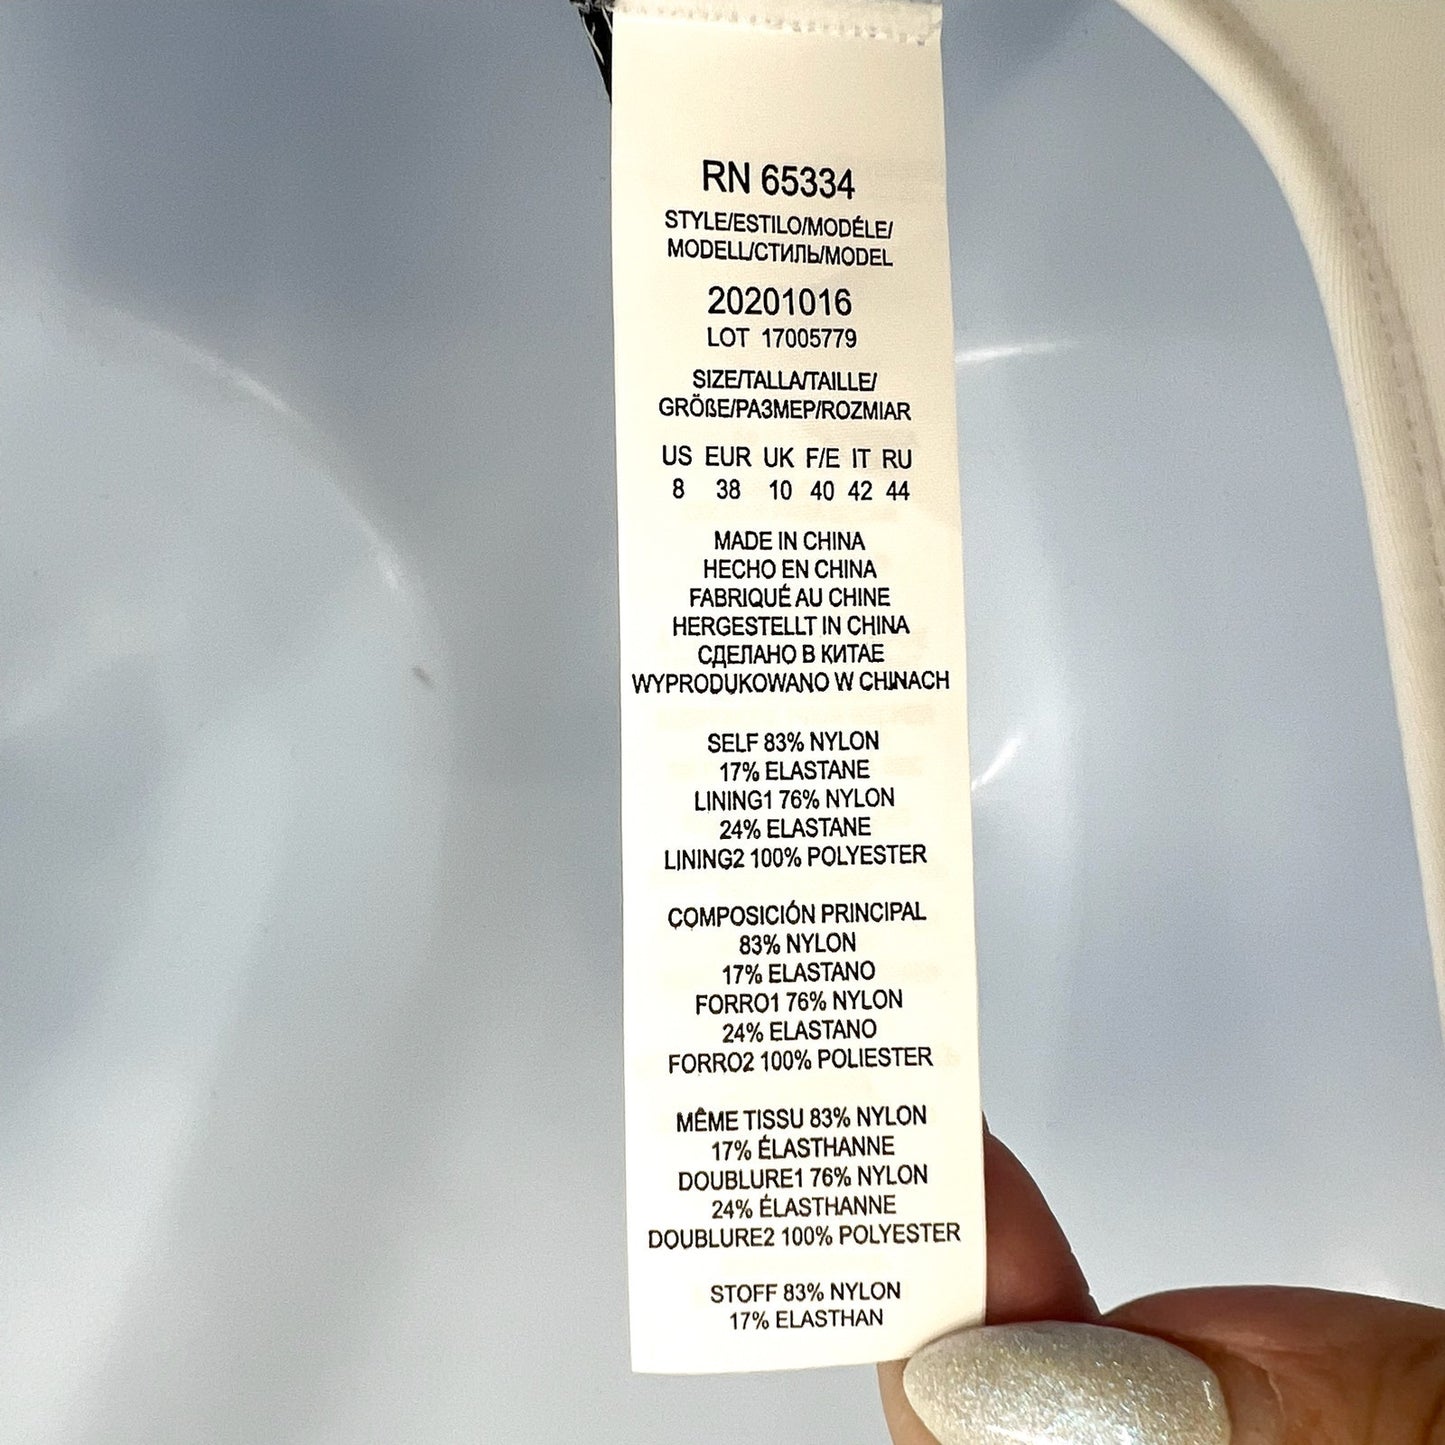 RN 65334
STYLE/ESTILO/MODÉLE/
MODELL/СТИЛЬ/MODEL
20201016
LOT 17005779
SIZE/TALLA/TAILLE/
GRÖßE/РАЗМЕР/ROZMIAR
US EUR UK F/E IT RU
8 38 10 40 42 44
MADE IN CHINA
HECHO EN CHINA
FABRIQUÉ AU CHINE
HERGESTELLT IN CHINA
СДЕЛАНО В КИТАЕ
WYPRODUKOWANO W CHINACH
SELF 83% NYLON
17% ELASTANE
LINING1 76% NYLON
24% ELASTANE
LINING2 100% POLYESTER
COMPOSICIÓN PRINCIPAL
83% NYLON
17% ELASTANO
FORRO1 76% NYLON
24% ELASTANO
FORRO2 100% POLIESTER
MÊME TISSU 83% NYLON
17% ÉLASTHANNE
DOUBLURE1 76% NYLON
24% ÉLASTHANNE
DOUBLURE2 100% POLYESTER
STOFF 83% NYLON
17% ELASTHAN